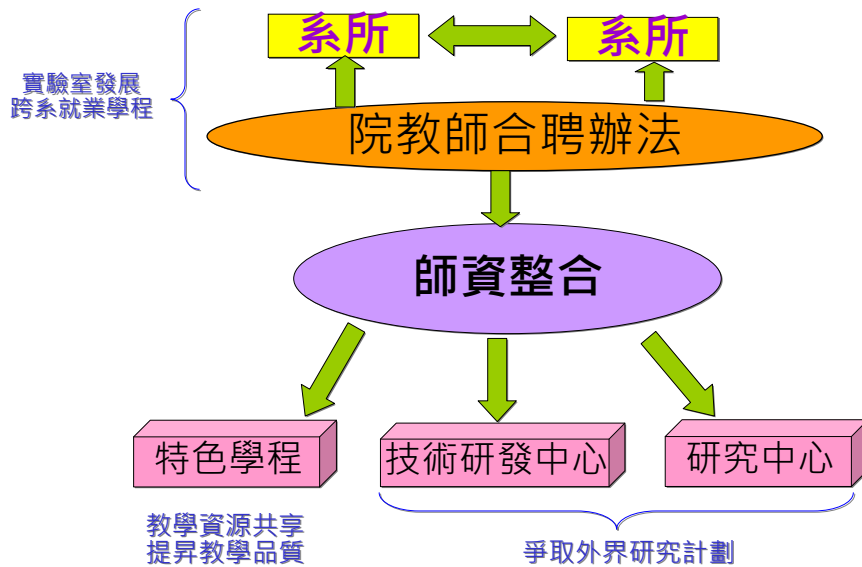 系所
系所
實驗室發展
跨系就業學程
院教師合聘辦法
師資整合
特色學程
技術研發中心
研究中心
教學資源共享
提昇教學品質
爭取外界研究計劃